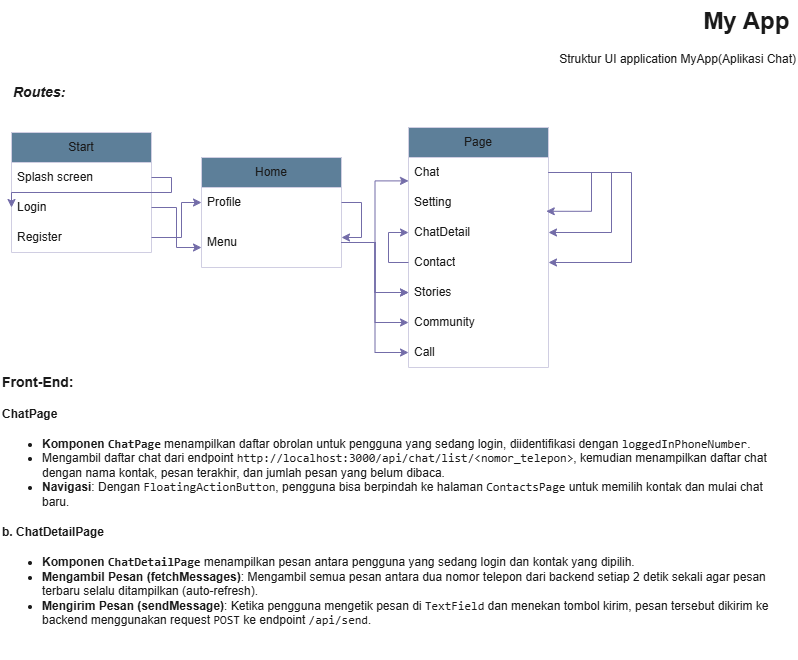 My App
Struktur UI application MyApp(Aplikasi Chat)
Routes:
Start
Splash screen
Login
Register
Home
Profile
Menu
Page
Chat
Setting
ChatDetail
Contact
Stories
Community
Call
Front-End:
ChatPage
• Komponen ChatPage menampilkan daftar obrolan untuk pengguna yang sedang login, diidentifikasi dengan loggedInPhoneNumber.
• Mengambil daftar chat dari endpoint http://localhost:3000/api/chat/list/<nomor_telepon>, kemudian menampilkan daftar chat
dengan nama kontak, pesan terakhir, dan jumlah pesan yang belum dibaca.
• Navigasi: Dengan FloatingActionButton, pengguna bisa berpindah ke halaman ContactsPage untuk memilih kontak dan mulai chat
baru.
b. ChatDetailPage
• Komponen ChatDetailPage menampilkan pesan antara pengguna yang sedang login dan kontak yang dipilih.
• Mengambil Pesan (fetchMessages): Mengambil semua pesan antara dua nomor telepon dari backend setiap 2 detik sekali agar pesan
terbaru selalu ditampilkan (auto-refresh).
• Mengirim Pesan (sendMessage): Ketika pengguna mengetik pesan di TextField dan menekan tombol kirim, pesan tersebut dikirim ke
backend menggunakan request POST ke endpoint /api/send.